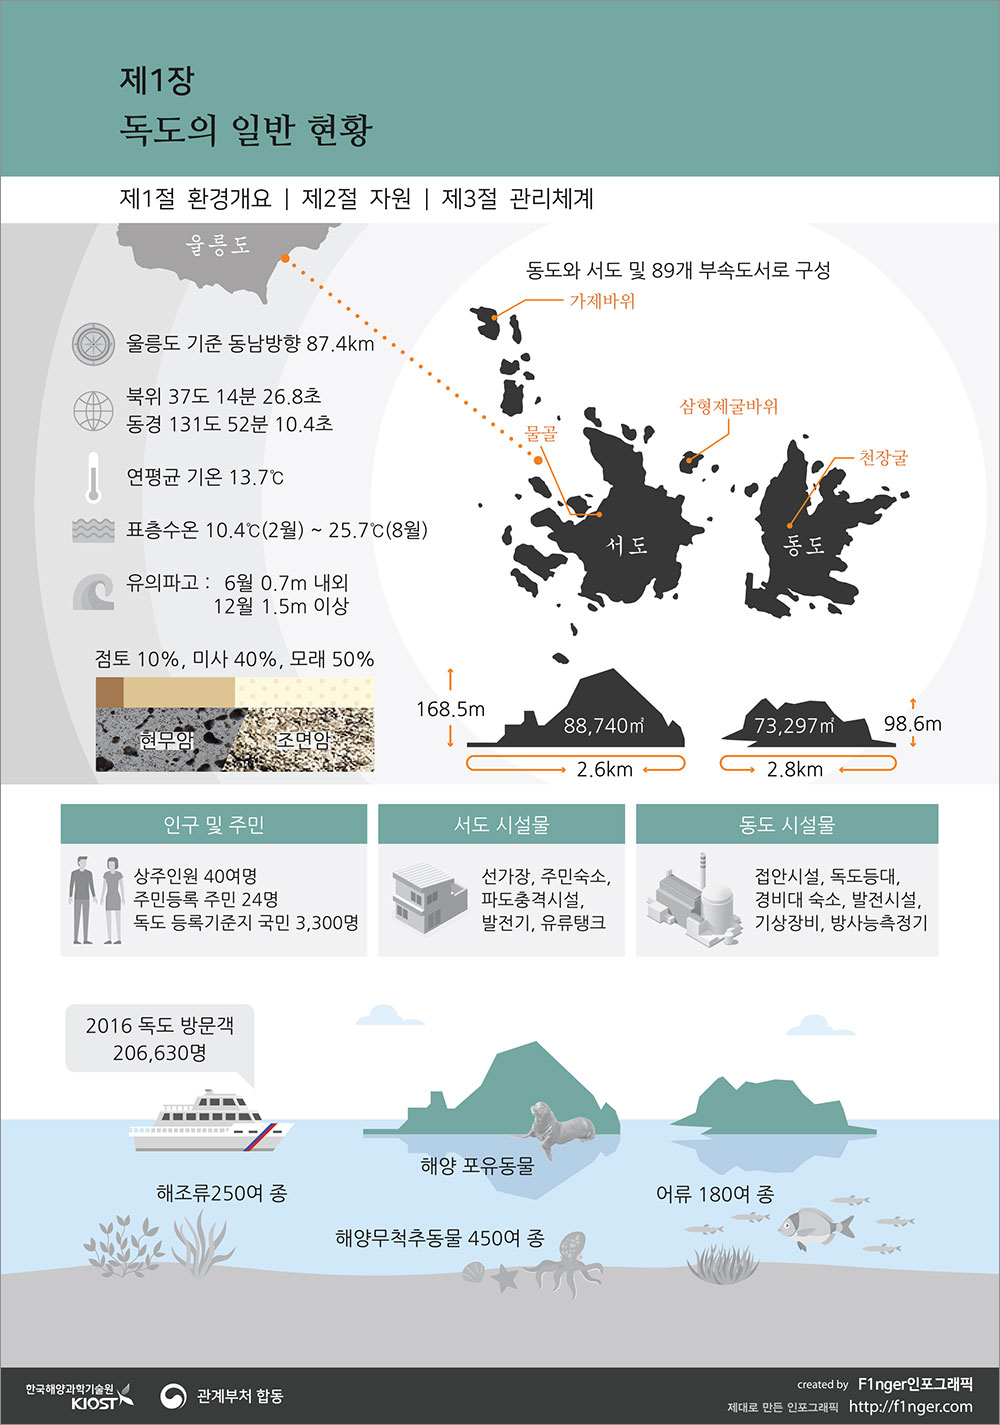 제1장
독도의 일반 현황
제1절 환경개요 | 제2절 자원 | 제3절 관리체계
울릉도
동도와 서도 및 89개 부속도서로 구성
가제바위
울릉도 기준 동남방향 87.4km
북위 37도 14분 26.8초
동경 131도 52분 10.4초
삼형제굴바위
물골
천장굴
연평균 기온 13.7℃
표층수온 10.4℃(2월) ~ 25.7℃(8월)
서도
동도
유의파고 : 6월 0.7m 내외
12월 1.5m 이상
점토 10%, 미사 40%, 모래 50%
현무암
조면암
168.5m
88,740㎡
2.6km
73,297㎡
98.6m
2.8km
인구 및 주민
상주인원 40여명
주민등록 주민 24명
독도 등록기준지 국민 3,300명
서도 시설물
선가장, 주민숙소,
파도충격시설,
발전기, 유류탱크
동도 시설물
접안시설, 독도등대,
경비대 숙소, 발전시설,
기상장비, 방사능측정기
2016 독도 방문객
206,630명
해양 포유동물
해조류250여 종
어류 180여 종
해양무척추동물 450여 종
한국해양과학기술원
KIOST
관계부처 합동
created by F1nger인포그래픽
제대로 만든 인포그래픽 http://f1nger.com